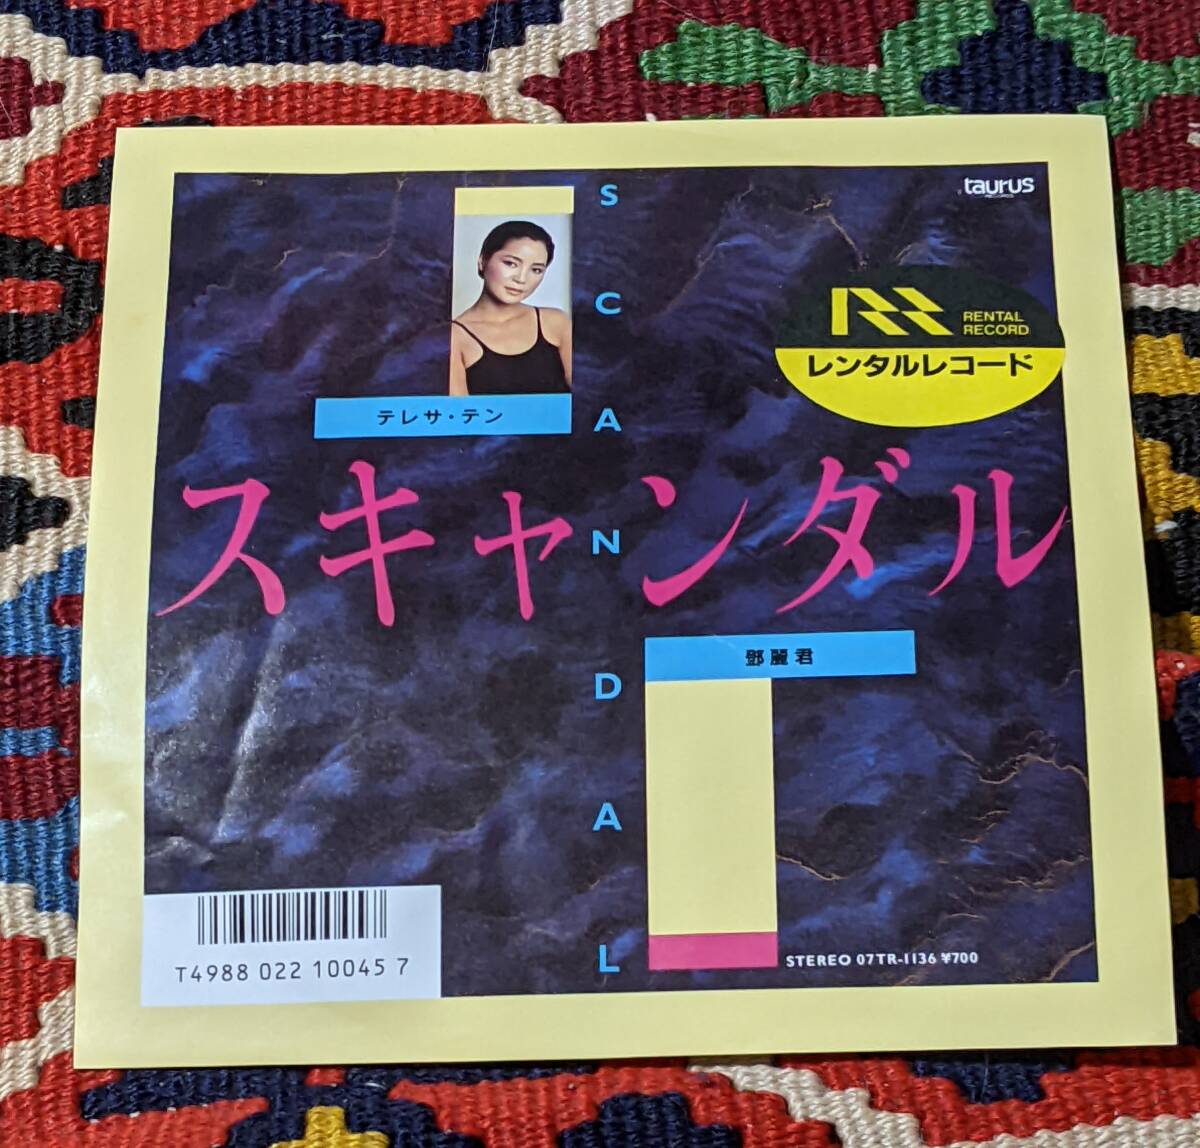 taurus
RECORDS
SCANDAL
RENTAL
RECORD
レンタルレコード
テレサ・テン
スキャンダル
鄧麗君
STEREO 07TR-1136 ¥700
T4988 022 10045 7